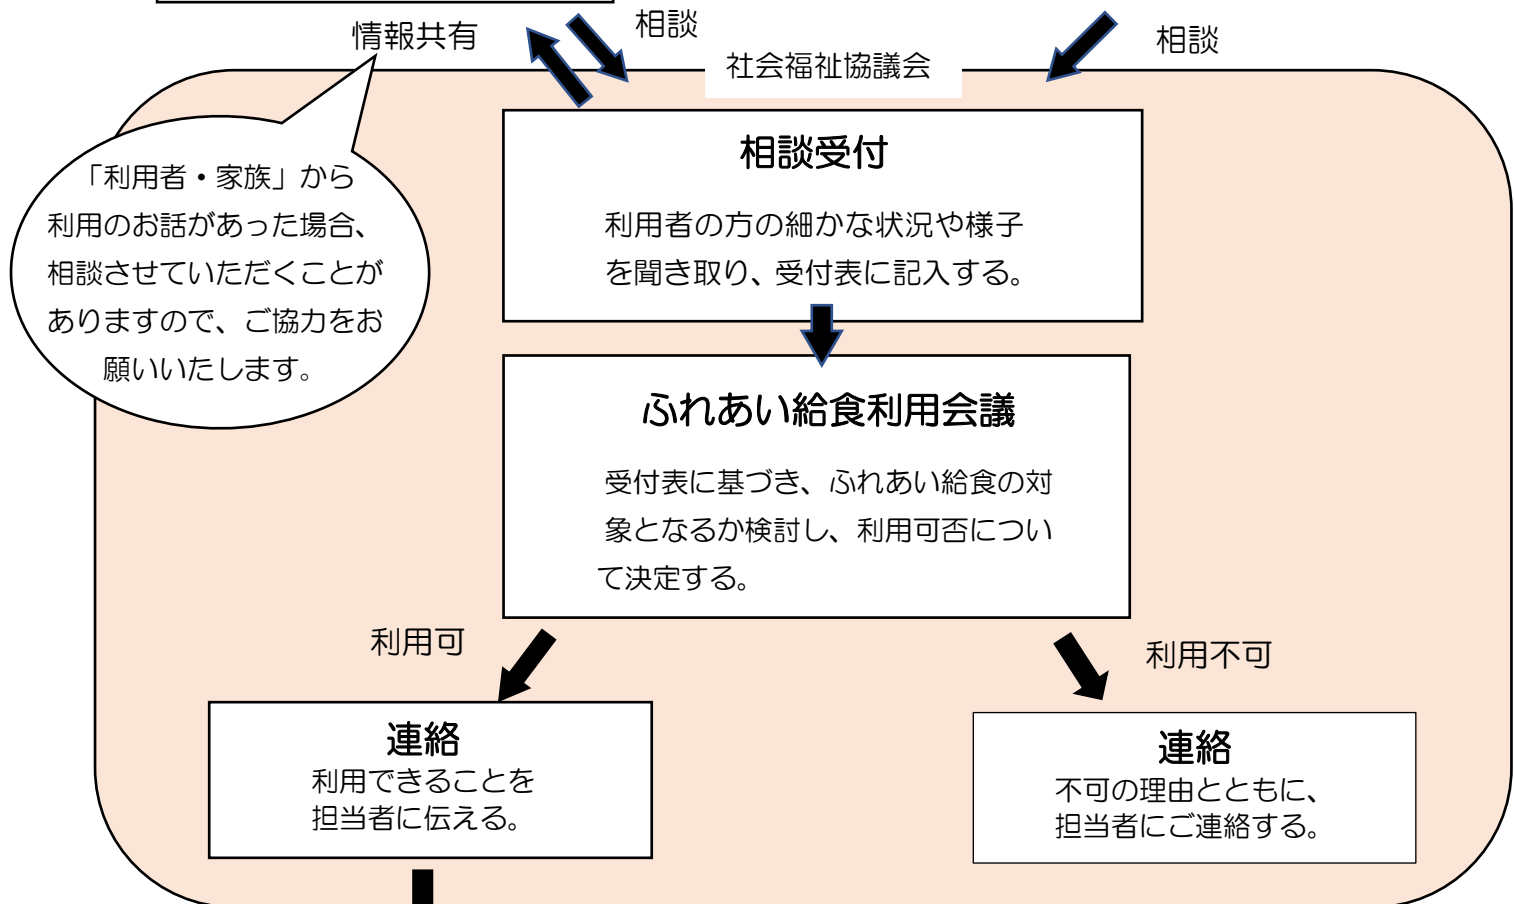 相談
情報共有
相談
社会福祉協議会
「利用者・家族」から
利用のお話があった場合、
相談させていただくことが
ありますので、ご協力をお
願いいたします。
相談受付
利用者の方の細かな状況や様子
を聞き取り、受付表に記入する。
ふれあい給食利用会議
受付表に基づき、ふれあい給食の対
象となるか検討し、利用可否につい
て決定する。
利用可
利用不可
連絡
利用できることを
担当者に伝える。
連絡
不可の理由とともに、
担当者にご連絡する。